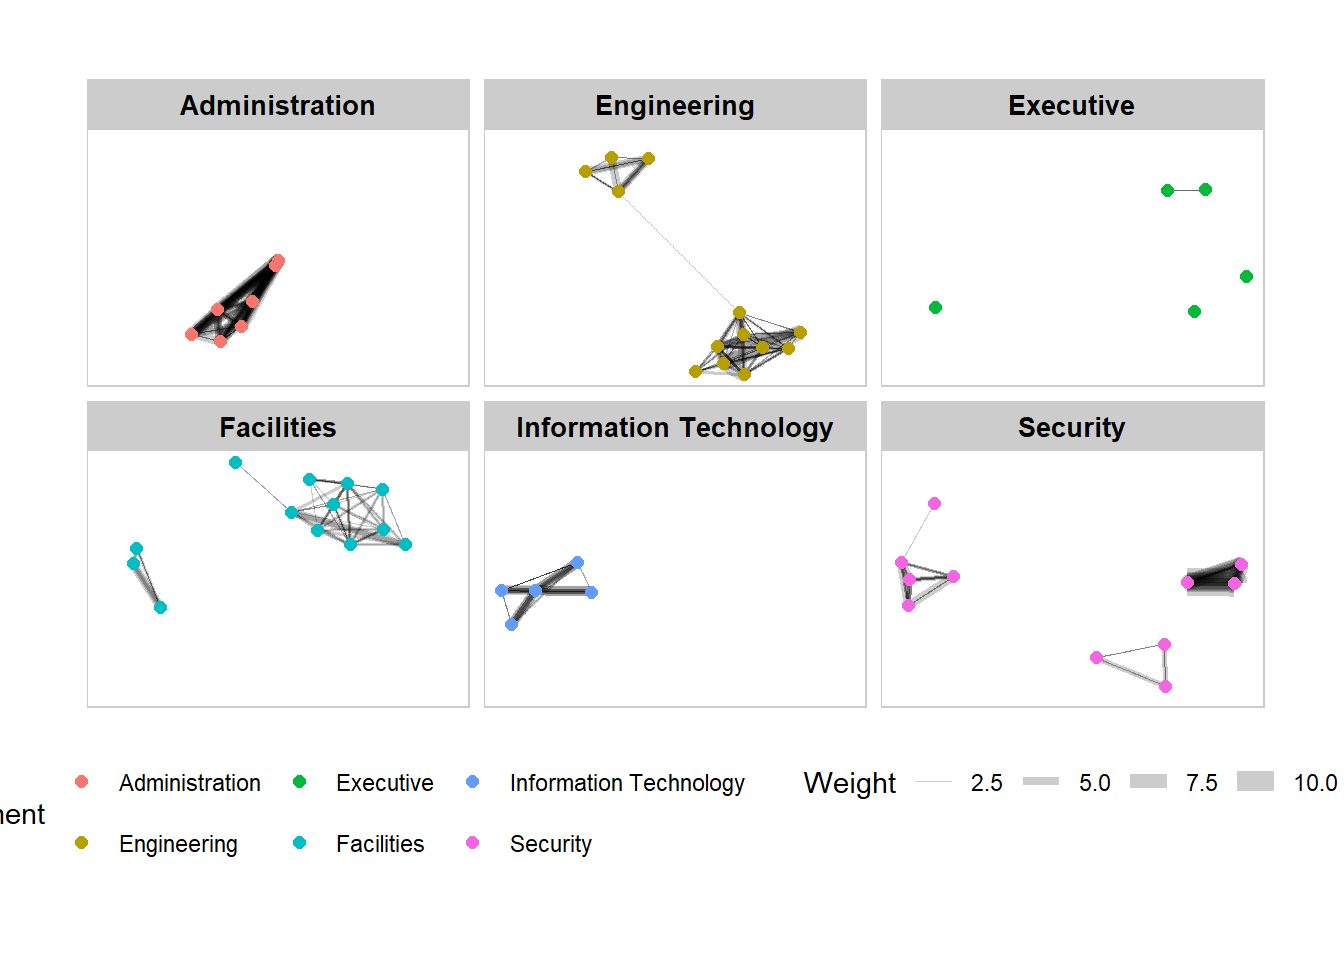 Administration Engineering Executive
Facilities Information Technology Security
Administration Executive Information Technology Weight 2.5 5.0 7.5 10.0
ment
Engineering Facilities Security